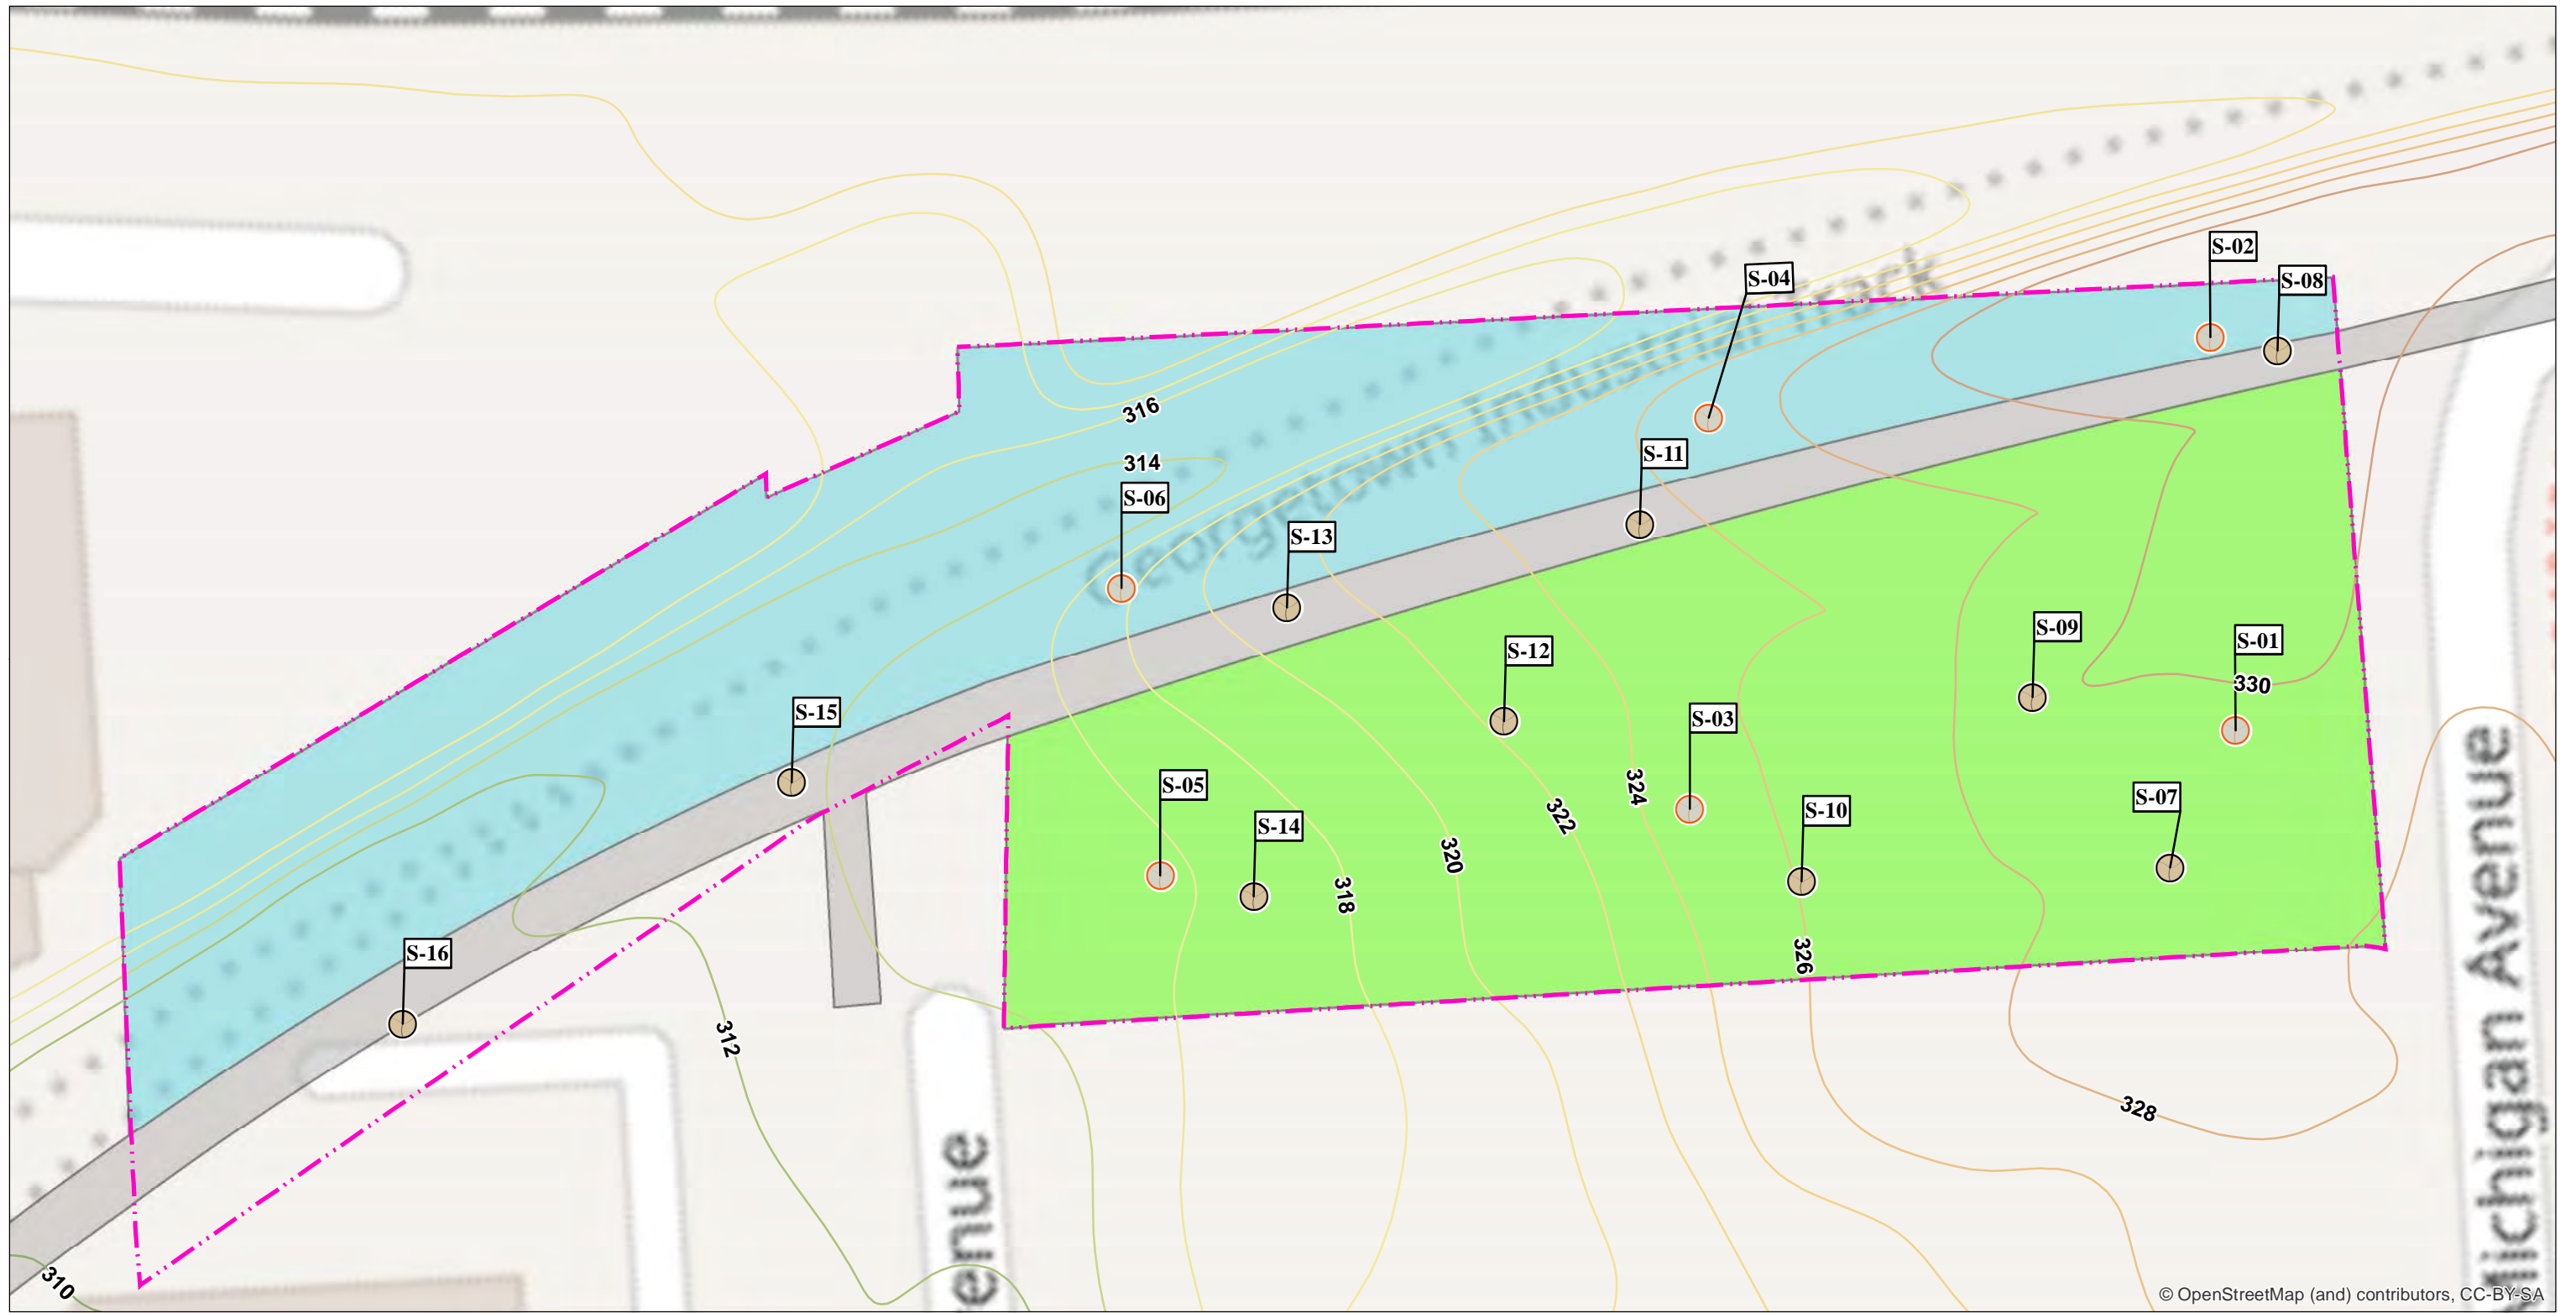 S-02
S-08
S-04
Georgetown Industrial Track
316
S-11
314
S-06
S-13
S-09
S-01
S-12
330
S-15
S-03
S-05
324
S-07
S-10
322
S-14
320
318
S-16
326
312
328
Michigan Avenue
enue
310
© OpenStreetMap (and) contributors, CC-BY-SA